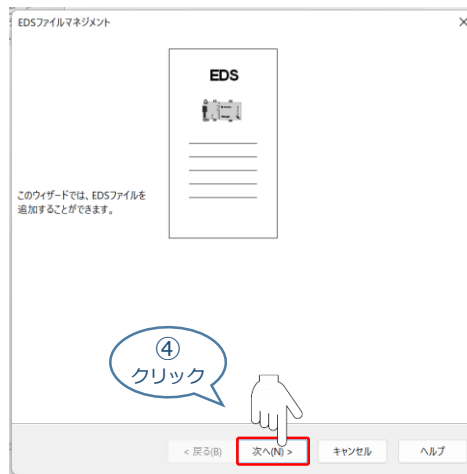 EDSファイルマネジメント
EDS
このウィザードでは、EDSファイルを
追加することができます。
④
クリック
< 戻る(B) 次へ(N) > キャンセル ヘルプ